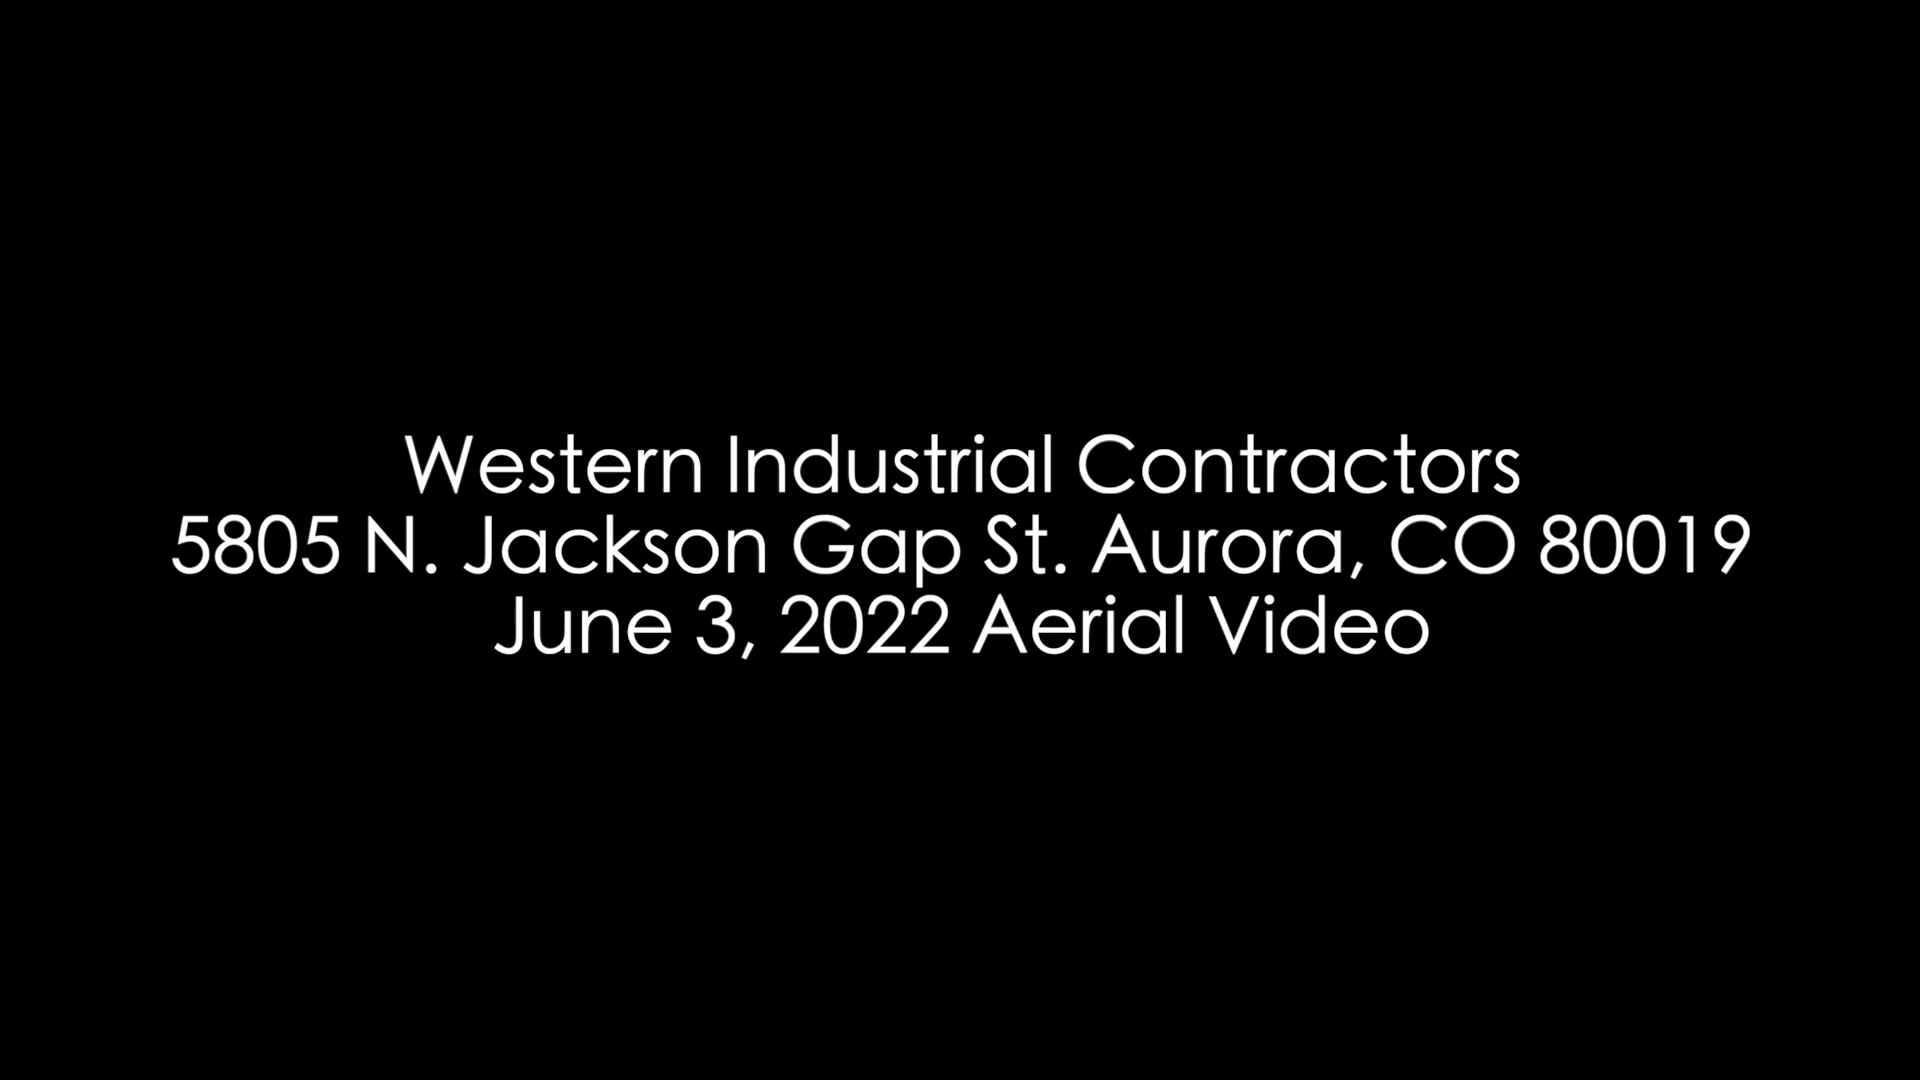 Western Industrial Contractors
5805 N. Jackson Gap St. Aurora, CO 80019
June 3, 2022 Aerial Video